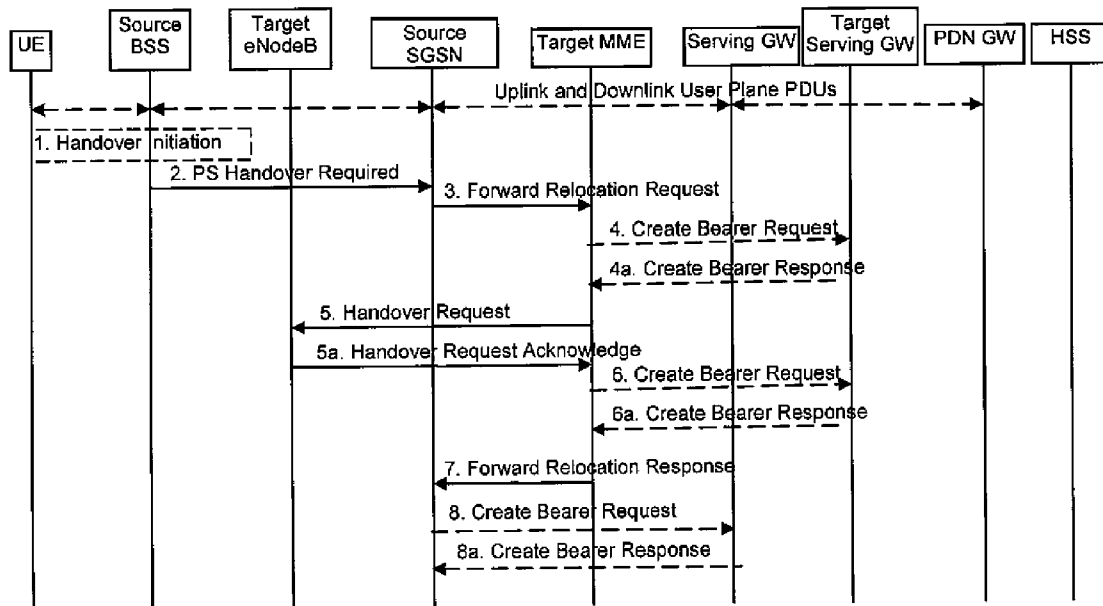 UE
Source
BSS
Target
eNodeB
Source
SGSN
Target MME
Serving GW
Target
Serving GW
PDN GW
HSS
Uplink and Downlink User Plane PDUs
1. Handover Initiation
2. PS Handover Required
3. Forward Relocation Request
4. Create Bearer Request
4a. Create Bearer Response
5. Handover Request
5a. Handover Request Acknowledge
6. Create Bearer Request
6a. Create Bearer Response
7. Forward Relocation Response
8. Create Bearer Request
8a. Create Bearer Response